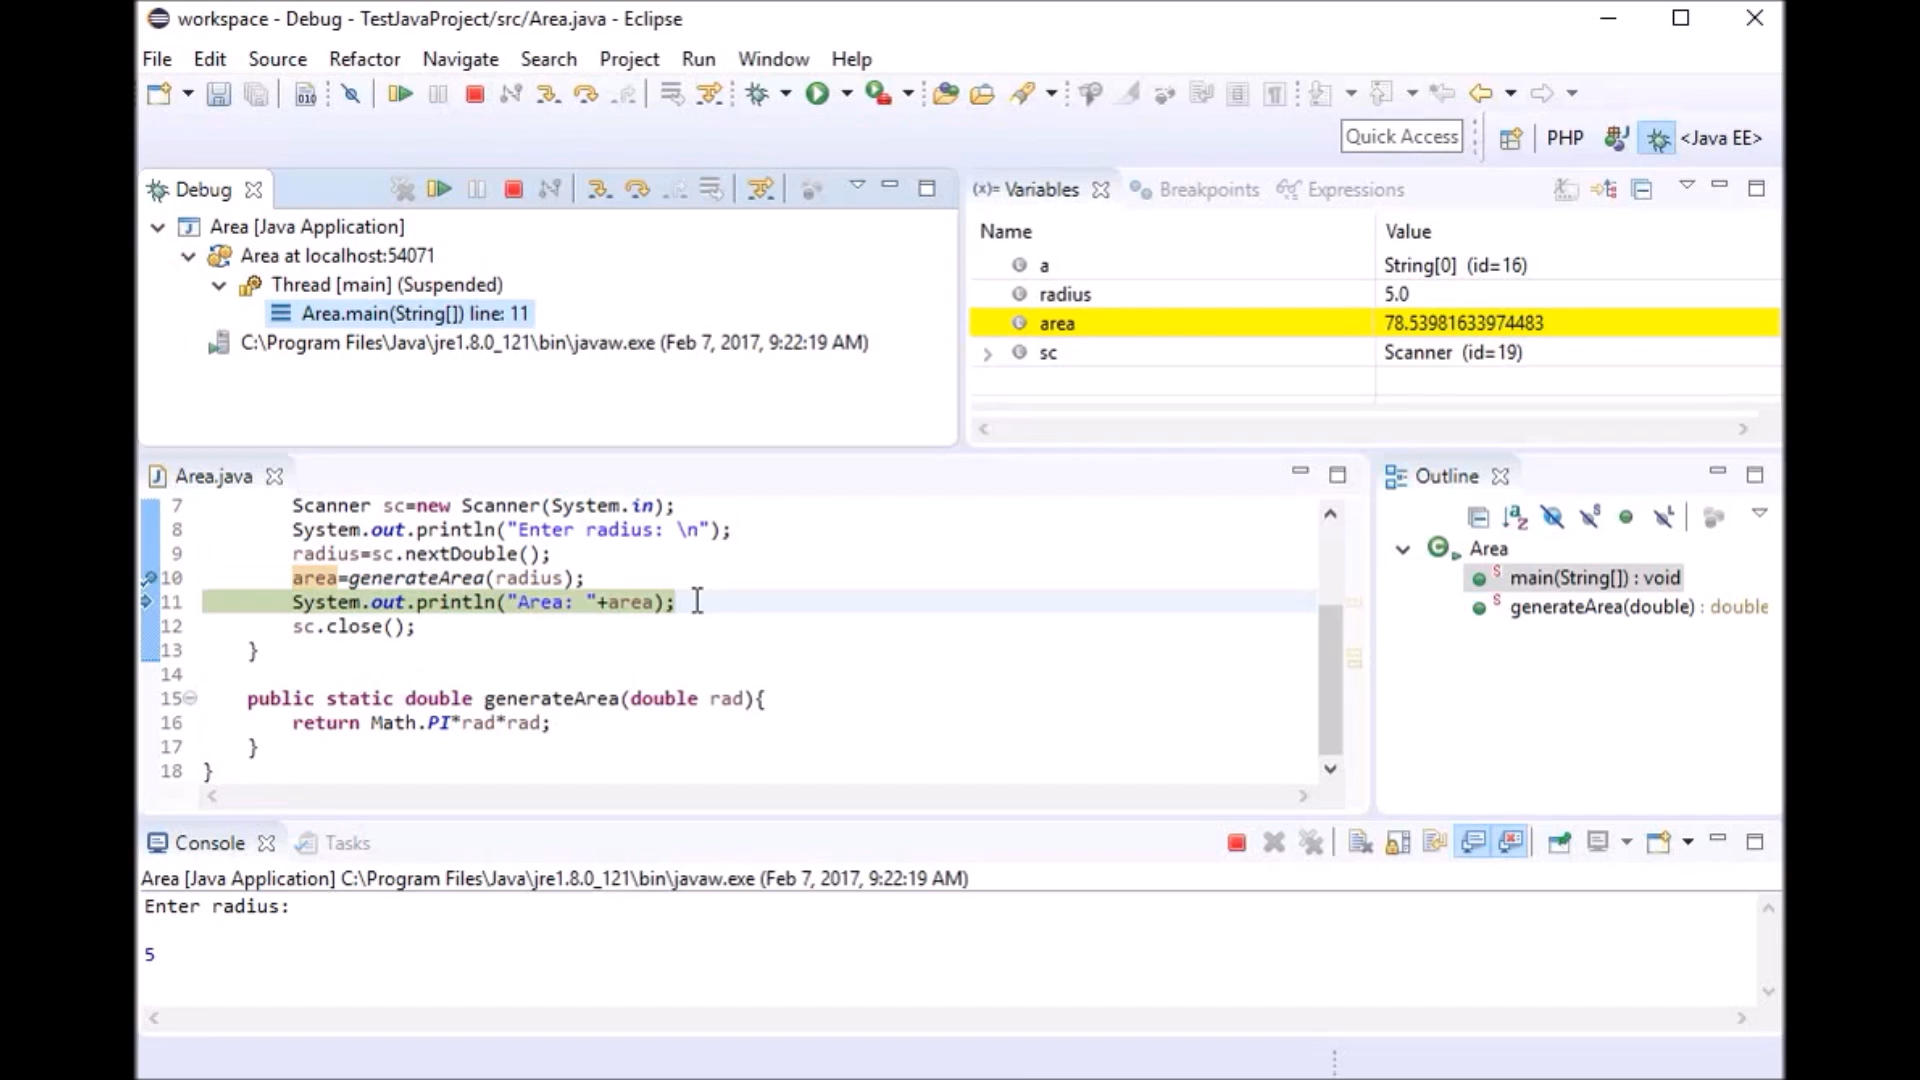 workspace - Debug - TestJavaProject/src/Area.java - Eclipse
File Edit Source Refactor Navigate Search Project Run Window Help
Quick Access PHP <Java EE>
Debug
Area [Java Application]
Area at localhost:54071
Thread [main] (Suspended)
Area.main(String[]) line: 11
C:\Program Files\Java\jre1.8.0_121\bin\javaw.exe (Feb 7, 2017, 9:22:19 AM)
(x)= Variables Breakpoints Expressions
Name Value
a String[0] (id=16)
radius 5.0
area 78.53981633974483
sc Scanner (id=19)
Area.java
7 Scanner sc=new Scanner(System.in);
8 System.out.println("Enter radius: \n");
9 radius=sc.nextDouble();
10 area=generateArea(radius);
11 System.out.println("Area: "+area);
12 sc.close();
13 }
14
15 public static double generateArea(double rad){
16 return Math.PI*rad*rad;
17 }
18 }
Outline
Area
main(String[]) : void
generateArea(double) : double
Console Tasks
Area [Java Application] C:\Program Files\Java\jre1.8.0_121\bin\javaw.exe (Feb 7, 2017, 9:22:19 AM)
Enter radius:
5